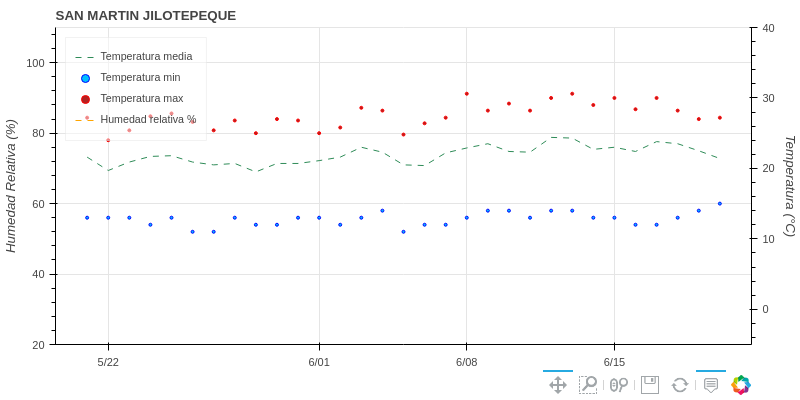 SAN MARTIN JILOTEPEQUE
Temperatura media
Temperatura min
Temperatura max
Humedad relativa %
Humedad Relativa (%)
100
80
60
40
20
40
30
20
10
0
Temperatura (°C)
5/22
6/01
6/08
6/15